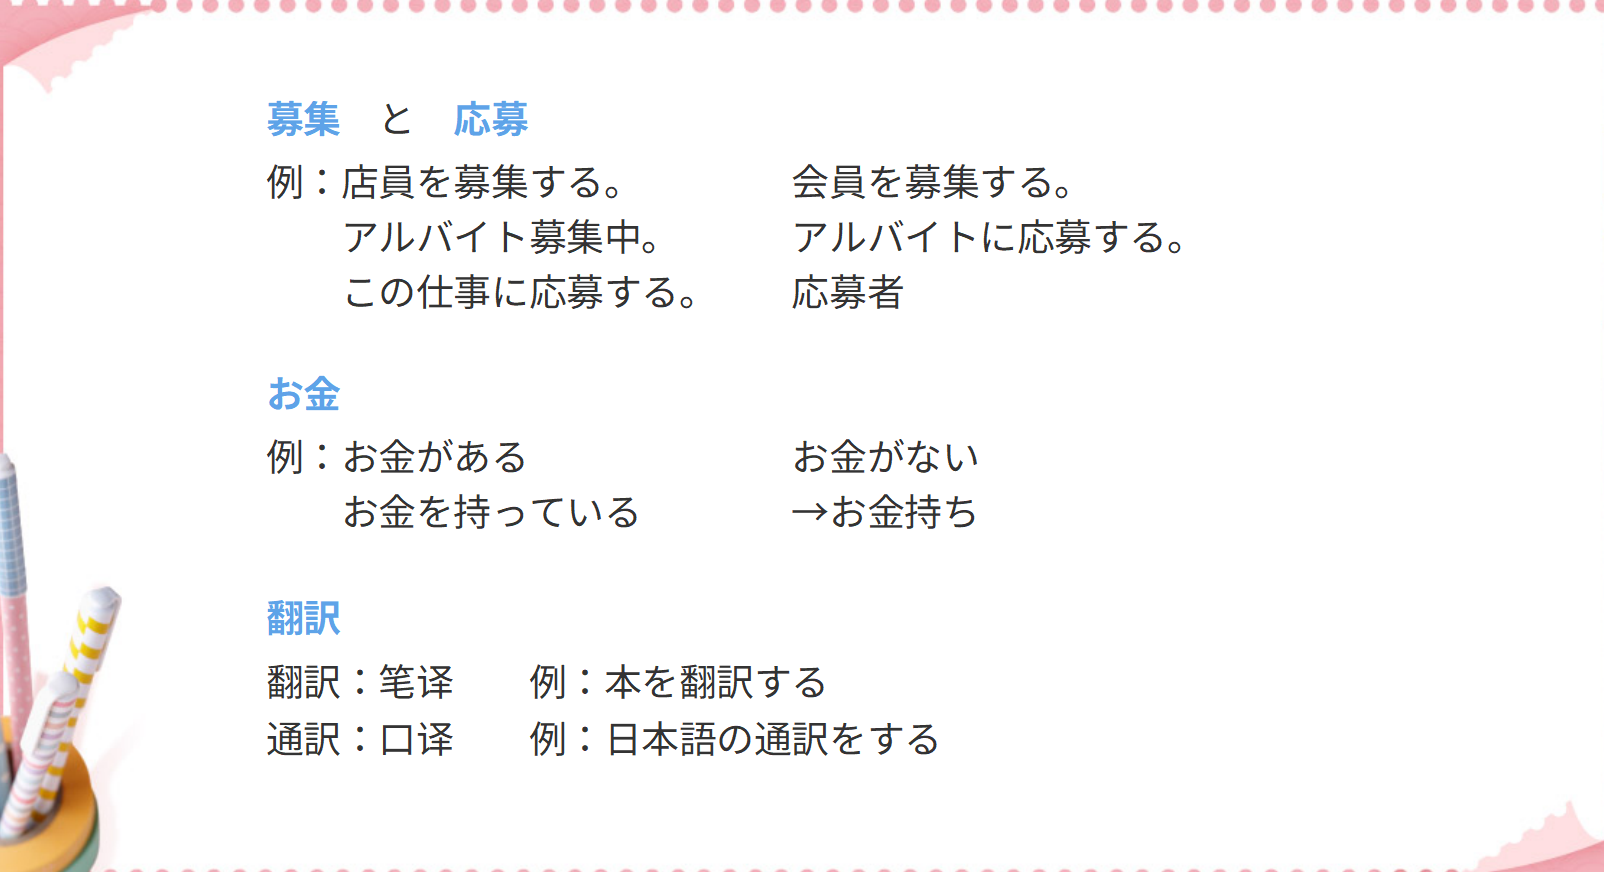 募集　と　応募
例：店員を募集する。　　　　会員を募集する。
アルバイト募集中。　　　アルバイトに応募する。
この仕事に応募する。　　応募者
お金
例：お金がある　　　　　　　お金がない
お金を持っている　　　　→お金持ち
翻訳
翻訳：笔译　　例：本を翻訳する
通訳：口译　　例：日本語の通訳をする